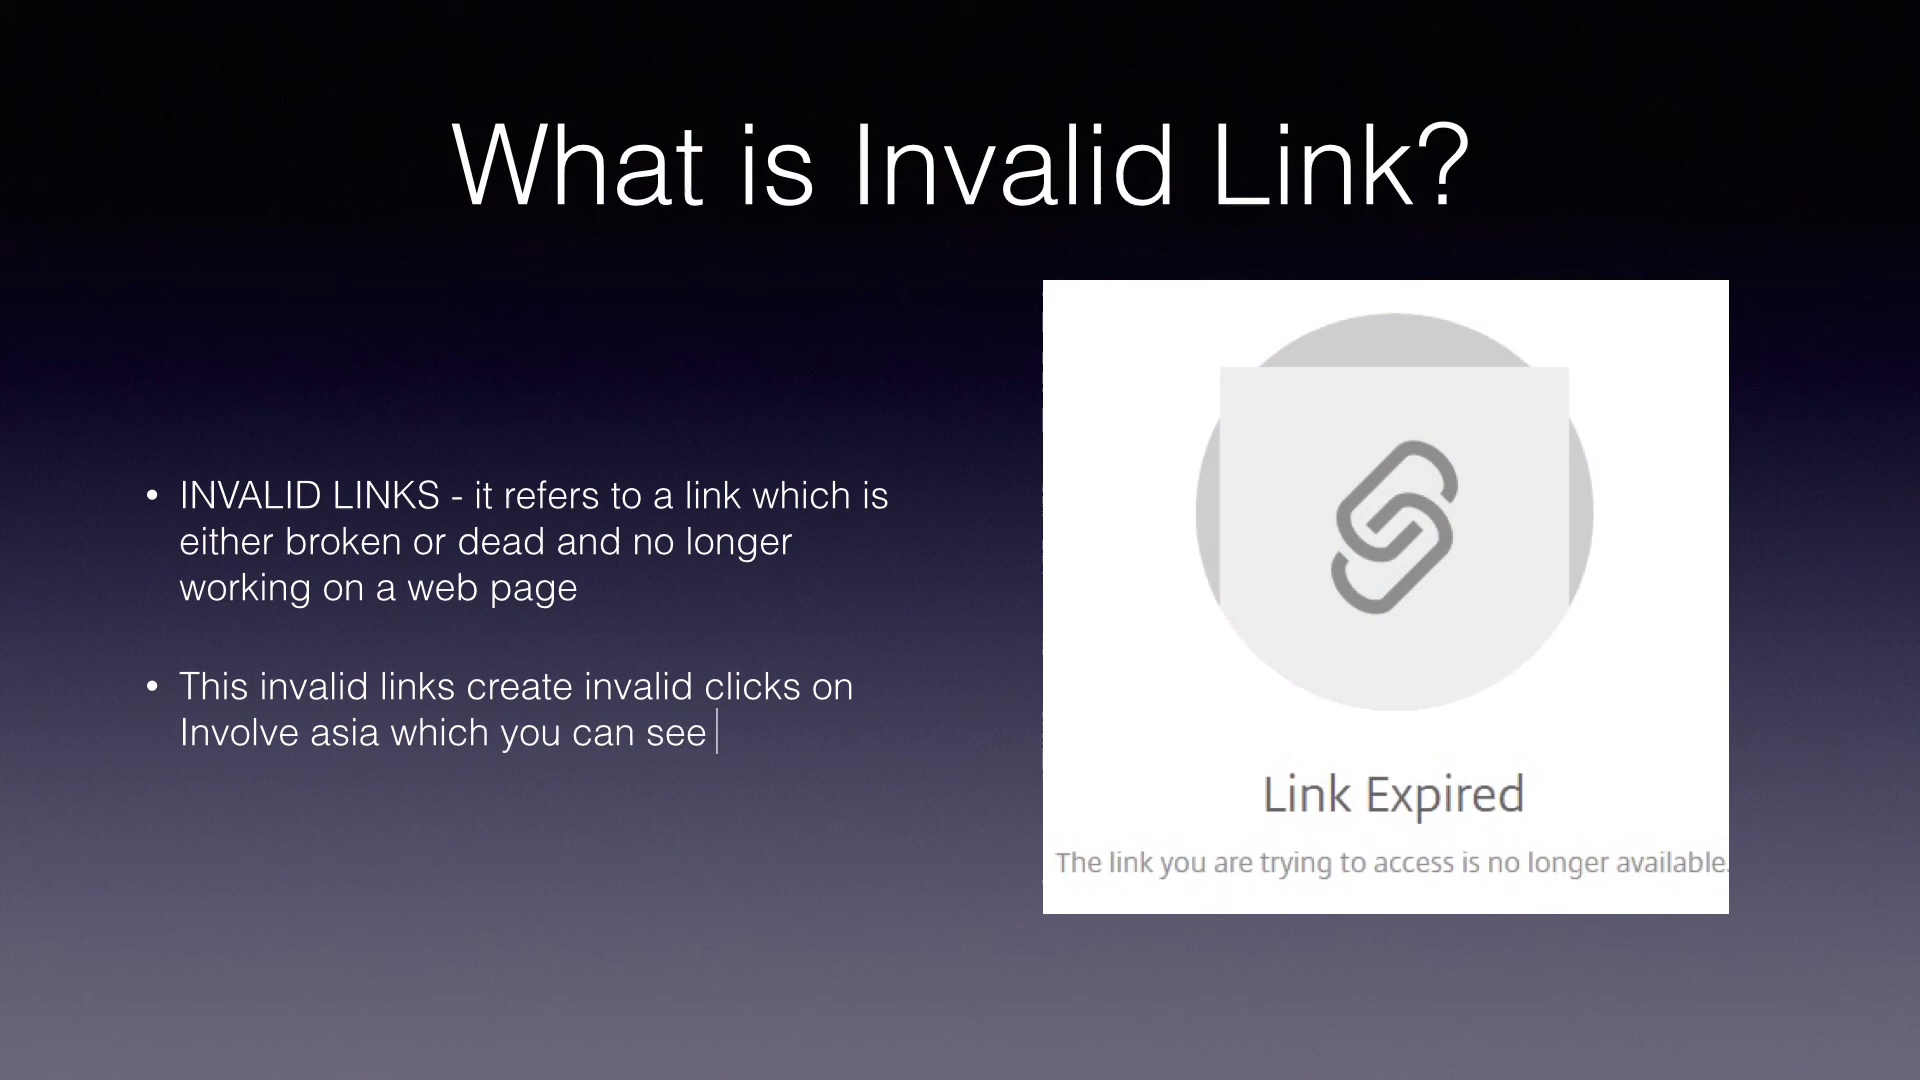 What is Invalid Link?
• INVALID LINKS - it refers to a link which is
either broken or dead and no longer
working on a web page
• This invalid links create invalid clicks on
Involve asia which you can see
Link Expired
The link you are trying to access is no longer available.